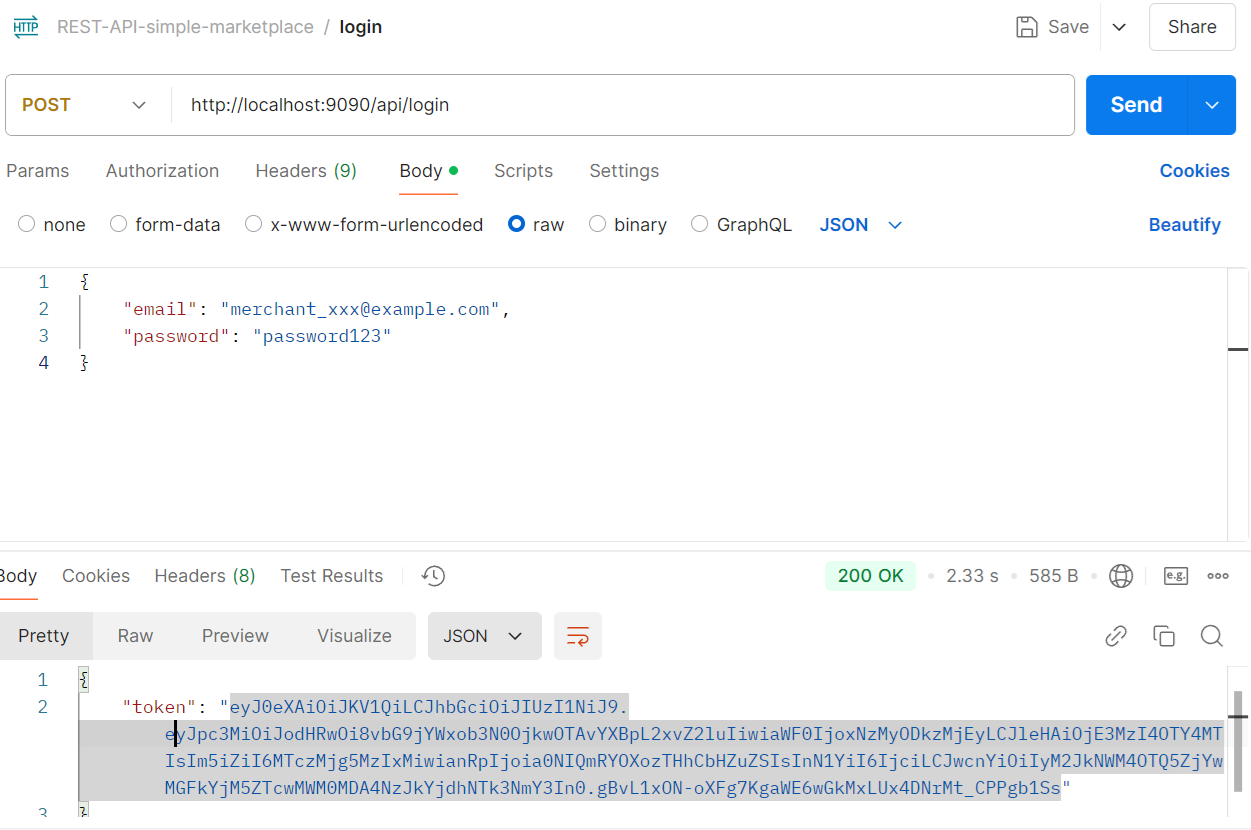 HTTP REST-API-simple-marketplace / login Save Share
POST http://localhost:9090/api/login Send
Params Authorization Headers (9) Body Scripts Settings Cookies
none form-data x-www-form-urlencoded raw binary GraphQL JSON Beautify
1 {
2 "email": "merchant_xxx@example.com",
3 "password": "password123"
4 }
Body Cookies Headers (8) Test Results 200 OK • 2.33 s • 585 B • e.g.
Pretty Raw Preview Visualize JSON
1 {
2 "token": "eyJ0eXAiOiJKV1QiLCJhbGciOiJIUzI1NiJ9.
eyJpc3MiOiJodHRwOi8vbG9jYWxob3N0OjkwOTAvYXBpL2xvZ2luIiwiaWF0IjoxNzMyODkzMjEyLCJleHAiOjE3MzI4OTY4MT
IsIm5iZiI6MTczMjg5MzIxMiwianRpIjoia0NIQmRYOXozTHhCbHZuZSIsInN1YiI6IjciLCJwcnYiOiIyM2JkNWM4OTQ5ZjYw
MGFkYjM5ZTcwMWM0MDA4NzJkYjdhNTk3NmY3In0.gBvL1xON-oXFg7KgaWE6wGkMxLUx4DNrMt_CPPgb1Ss"
3 }